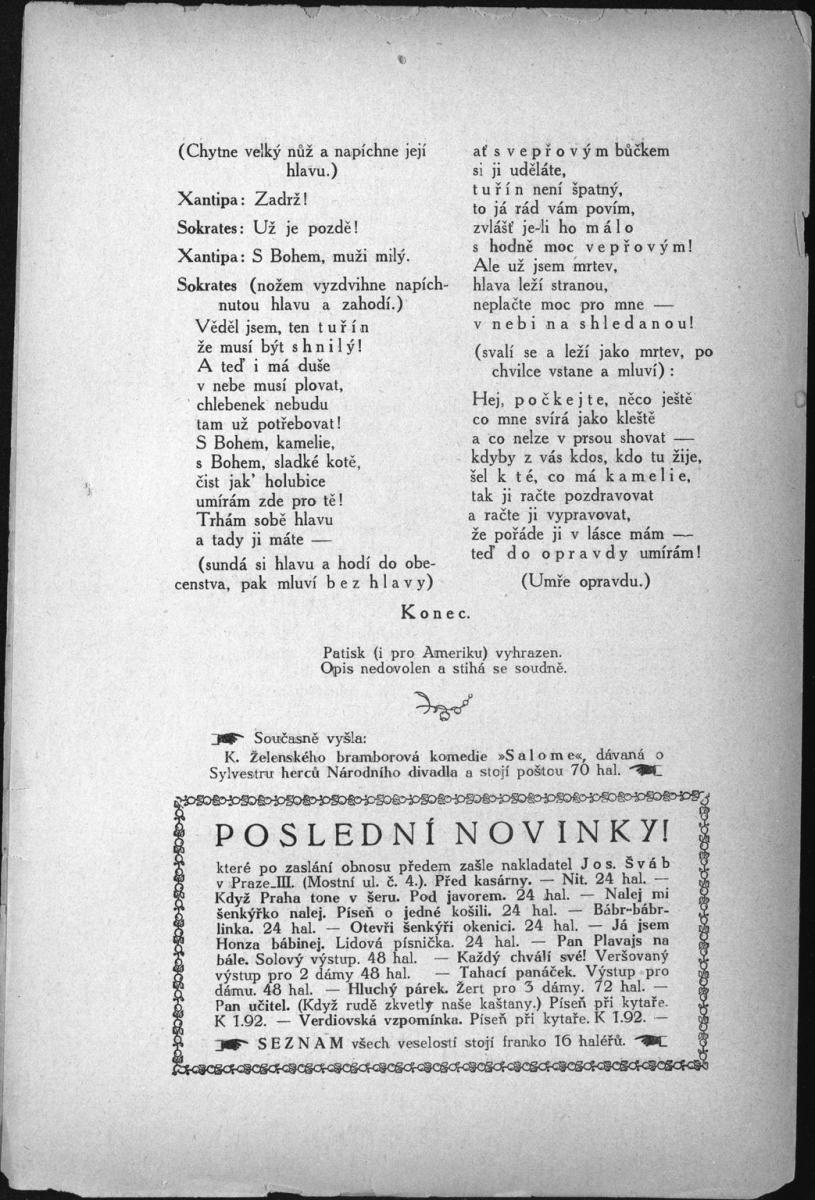 (Chytne velký nůž a napíchne její
hlavu.)
Xantipa: Zadrž!
Sokrates: Už je pozdě!
Xantipa: S Bohem, muži milý.
Sokrates (nožem vyzdvihne napích-
nutou hlavu a zahodí.)
Věděl jsem, ten tuřín
že musí být shnilý!
A teď i má duše
v nebe musí plovat,
chlebenek nebudu
tam už potřebovat!
S Bohem, kamelie,
s Bohem, sladké kotě,
čist jak' holubice
umírám zde pro tě!
Trhám sobě hlavu
a tady ji máte —
(sundá si hlavu a hodí do obe-
censtva, pak mluví bez hlavy)
ať s vepřovým bůčkem
si ji uděláte,
tuřín není špatný,
to já rád vám povím,
zvlášť je-li ho málo
s hodně moc vepřovým!
Ale už jsem mrtev,
hlava leží stranou,
neplačte moc pro mne —
v nebi na shledanou!
(svalí se a leží jako mrtev, po
chvilce vstane a mluví):
Hej, počkejte, něco ještě
co mne svírá jako kleště
a co nelze v prsou shovat —
kdyby z vás kdos, kdo tu žije,
šel k té, co má kamelie,
tak ji račte pozdravovat
a račte ji vypravovat,
že pořáde ji v lásce mám —
teď do opravdy umírám!
(Umře opravdu.)
Konec.
Patisk (i pro Ameriku) vyhrazen.
Opis nedovolen a stíhá se soudně.
Současně vyšla:
K. Želenského bramborová komedie »Salome«, dávaná o
Sylvestru herců Národního divadla a stojí poštou 70 hal.
POSLEDNÍ NOVINKY!
které po zaslání obnosu předem zašle nakladatel Jos. Šváb
v Praze-III. (Mostní ul. č. 4.). Před kasárny. — Nit. 24 hal. —
Když Praha tone v šeru. Pod javorem. 24 hal. — Nalej mi
šenkýřko nalej. Píseň o jedné košili. 24 hal. — Bábr-bábr-
linka. 24 hal. — Otevři šenkýři okenici. 24 hal. — Já jsem
Honza bábinej. Lidová písnička. 24 hal. — Pan Plavajs na
bále. Solový výstup. 48 hal. — Každý chválí své! Veršovaný
výstup pro 2 dámy 48 hal. — Tahací panáček. Výstup pro
dámu. 48 hal. — Hluchý párek. Žert pro 3 dámy. 72 hal. —
Pan učitel. (Když rudě zkvetly naše kaštany.) Píseň při kytaře.
K 1.92. — Verdiovská vzpomínka. Píseň při kytaře. K 1.92. —
SEZNAM všech veselostí stojí franko 16 haléřů.